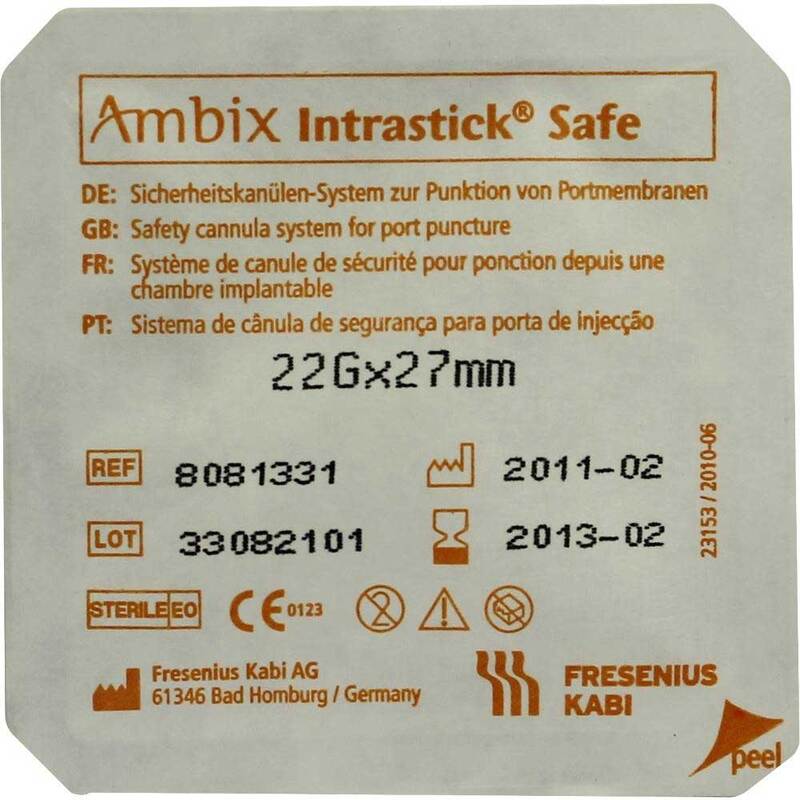 Ambix Intrastick® Safe
DE: Sicherheitskanülen-System zur Punktion von Portmembranen
GB: Safety cannula system for port puncture
FR: Système de canule de sécurité pour ponction depuis une
chambre implantable
PT: Sistema de cânula de segurança para porta de injecção
22Gx27mm
REF 8081331 2011-02
LOT 33082101 2013-02
23153 / 2010-06
STERILE EO CE 0123 2
Fresenius Kabi AG
61346 Bad Homburg / Germany
FRESENIUS
KABI
peel